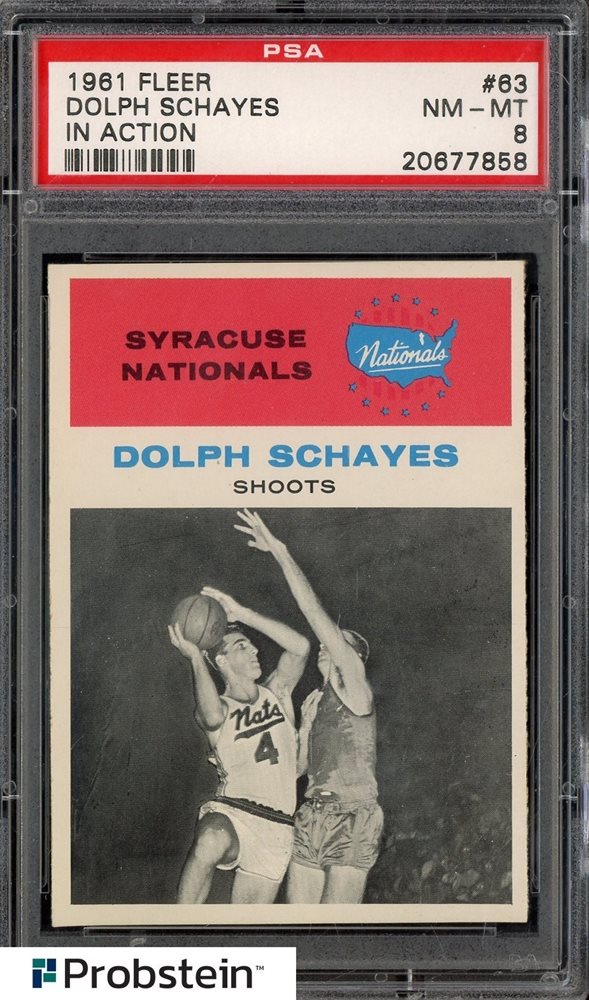 PSA
1961 FLEER #63
DOLPH SCHAYES NM - MT
IN ACTION 8
20677858
SYRACUSE
NATIONALS
Nationals
DOLPH SCHAYES
SHOOTS
Nats
4
Probstein™